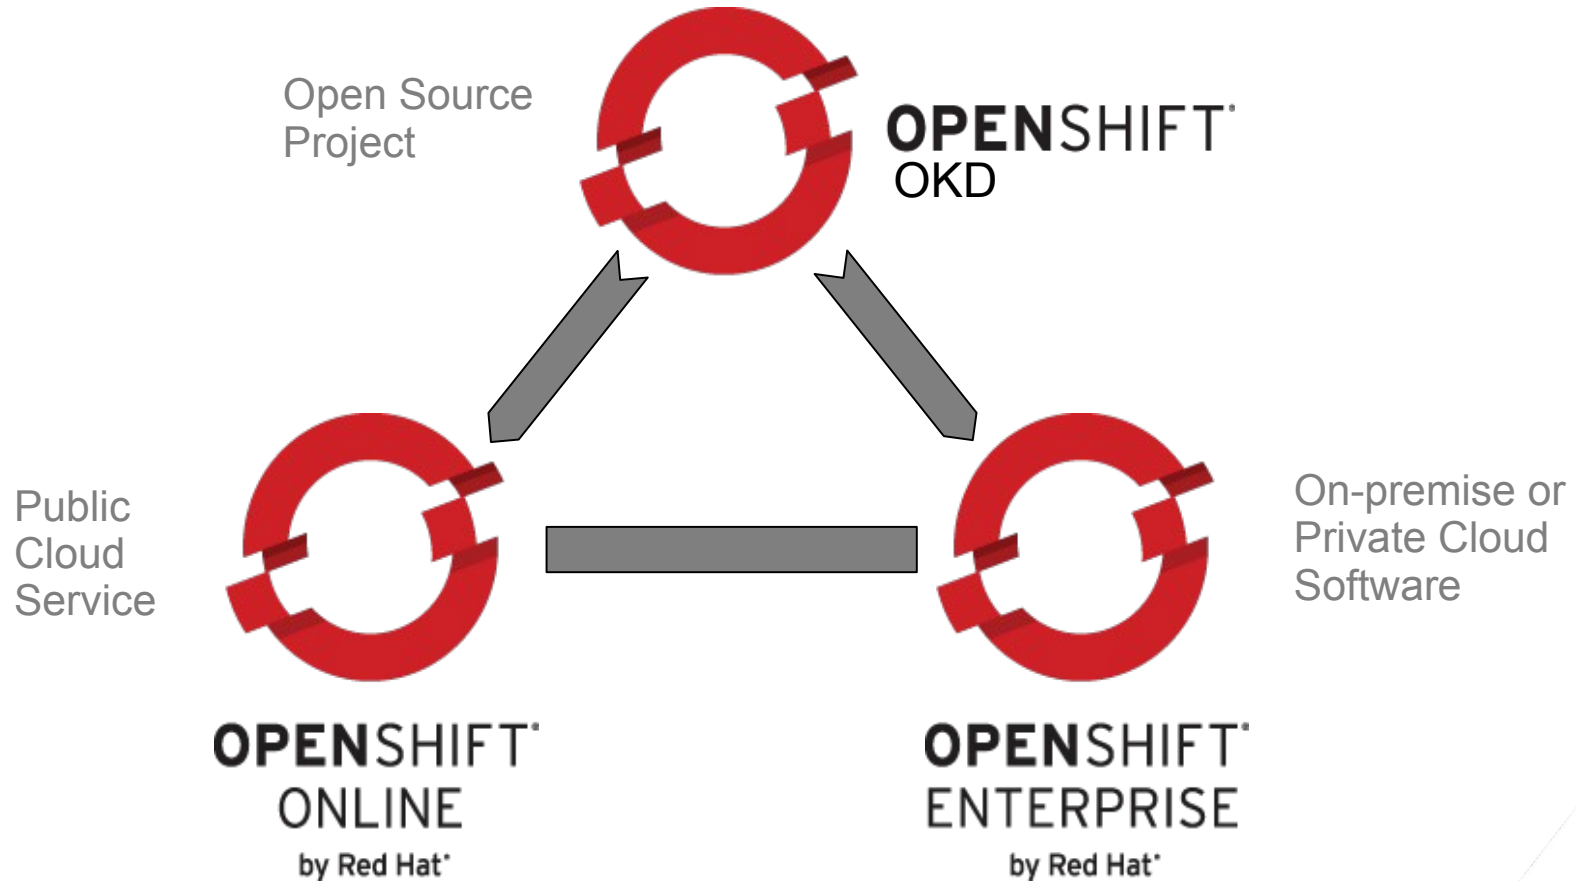 Open Source
Project
OPENSHIFT
OKD
Public
Cloud
Service
On-premise or
Private Cloud
Software
OPENSHIFT
ONLINE
by Red Hat
OPENSHIFT
ENTERPRISE
by Red Hat